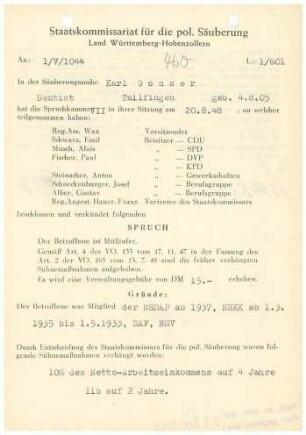 Staatskommissariat für die pol. Säuberung
Land Württemberg-Hohenzollern
Az.: 1/V/1044 460 L: 1/601
In der Säuberungssache Karl Gonser
Dentist Tailfingen geb. 4.8.05
hat die Spruchkammer VII in ihrer Sitzung am 20.8.48, an welcher
teilgenommen haben:
Reg.Ass. Wax Vorsitzender
Schwarz, Emil Beisitzer — CDU
Musch, Alois „ — SPD
Fischer, Paul „ — DVP
„ — KPD
Steinacher, Anton „ — Gewerkschaften
Schneckenburger, Josef „ — Berufsgruppe
Alber, Gustav „ — Berufsgruppe
Reg.Angest. Hauer, Franz Vertreter des Staatskommissars
beschlossen und verkündet folgenden
SPRUCH
Der Betroffene ist Mitläufer.
Gemäß Art. 4 der VO. 133 vom 17. 11. 47 in der Fassung des
Art. 2 der VO. 165 vom 13. 7. 48 sind die früher verhängten
Sühnemaßnahmen aufgehoben.
Es wird eine Verwaltungsgebühr von DM 15.- erhoben.
Gründe:
Der Betroffene war Mitglied der NSDAP ab 1937, NSKK ab 1.3.
1935 bis 1.5.1933, DAF, NSV
Durch Entscheidung des Staatskommissars für die pol. Säuberung waren folgende
Sühnemaßnahmen verhängt worden:
10% des Netto-Arbeitseinkommens auf 4 Jahre
11b auf 2 Jahre.